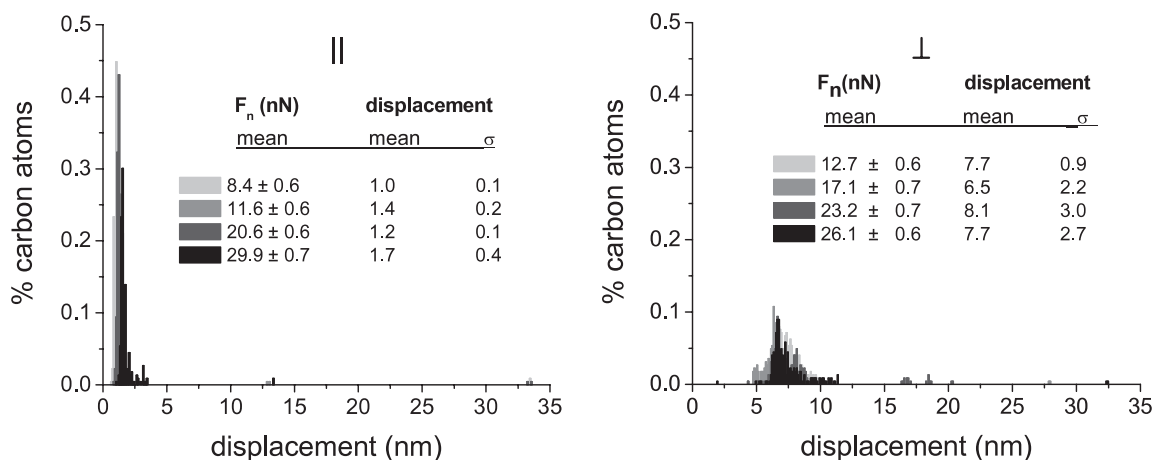 ||
F_n (nN) displacement
mean mean σ
8.4 ± 0.6 1.0 0.1
11.6 ± 0.6 1.4 0.2
20.6 ± 0.6 1.2 0.1
29.9 ± 0.7 1.7 0.4
% carbon atoms
0.5
0.4
0.3
0.2
0.1
0.0
0 5 10 15 20 25 30 35
displacement (nm)
⊥
F_n(nN) displacement
mean mean σ
12.7 ± 0.6 7.7 0.9
17.1 ± 0.7 6.5 2.2
23.2 ± 0.7 8.1 3.0
26.1 ± 0.6 7.7 2.7
% carbon atoms
0.5
0.4
0.3
0.2
0.1
0.0
0 5 10 15 20 25 30 35
displacement (nm)